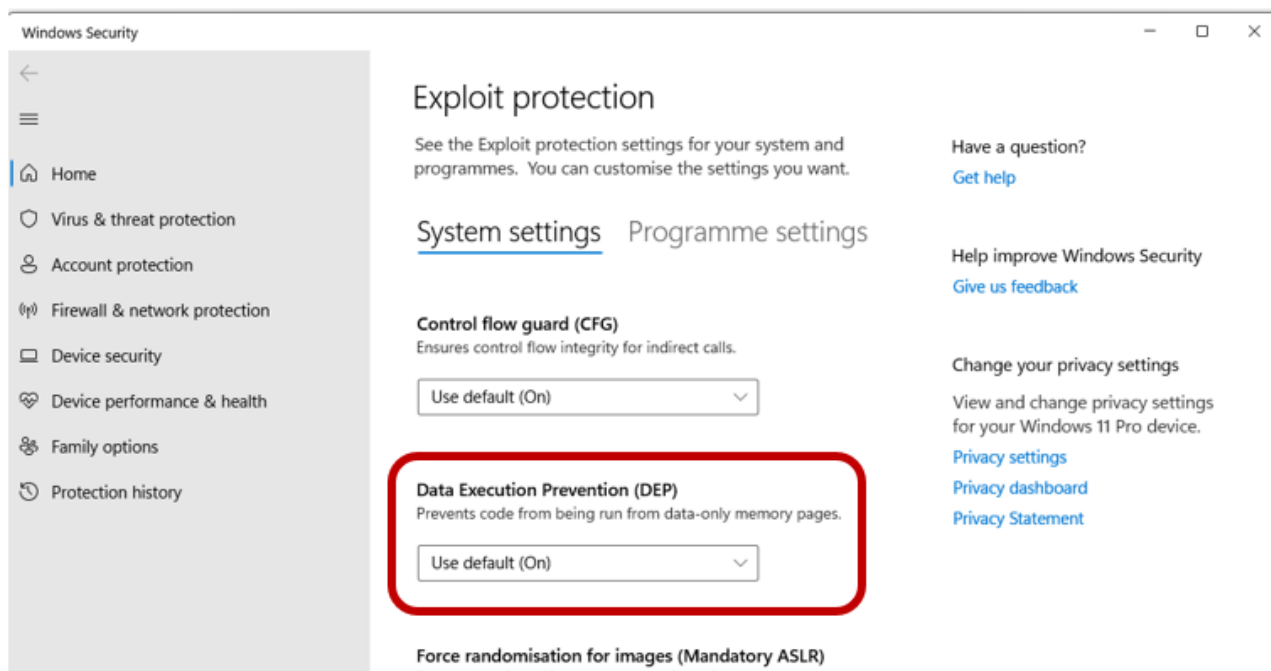 Windows Security
Home
Virus & threat protection
Account protection
Firewall & network protection
Device security
Device performance & health
Family options
Protection history
Exploit protection
See the Exploit protection settings for your system and
programmes. You can customise the settings you want.
System settings Programme settings
Control flow guard (CFG)
Ensures control flow integrity for indirect calls.
Use default (On)
Data Execution Prevention (DEP)
Prevents code from being run from data-only memory pages.
Use default (On)
Force randomisation for images (Mandatory ASLR)
Have a question?
Get help
Help improve Windows Security
Give us feedback
Change your privacy settings
View and change privacy settings
for your Windows 11 Pro device.
Privacy settings
Privacy dashboard
Privacy Statement